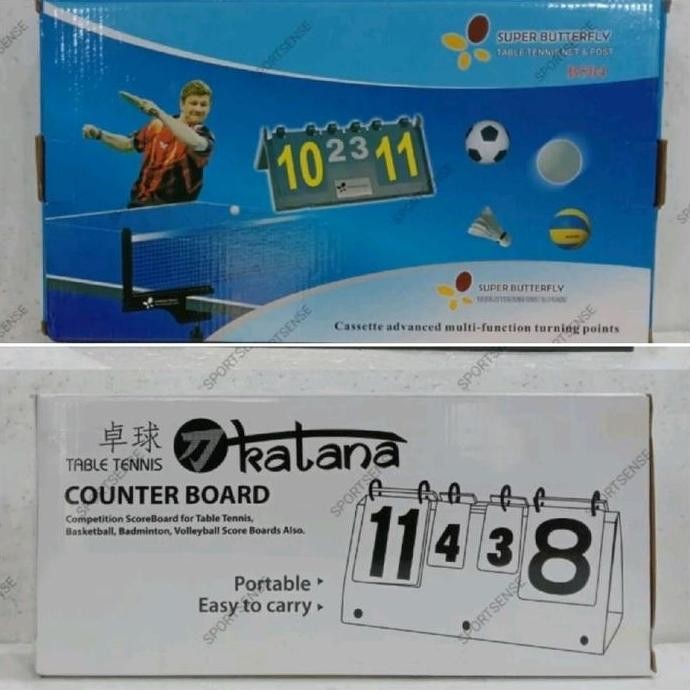 SUPER BUTTERFLY
TABLE TENNIS NET & POST
10 23 11
SUPER BUTTERFLY
Cassette advanced multi-function turning points
卓球
TABLE TENNIS
刀
katana
COUNTER BOARD
Competition ScoreBoard for Table Tennis,
Basketball, Badminton, Volleyball Score Boards Also.
Portable
Easy to carry
11 4 3 8
SPORTSENSE